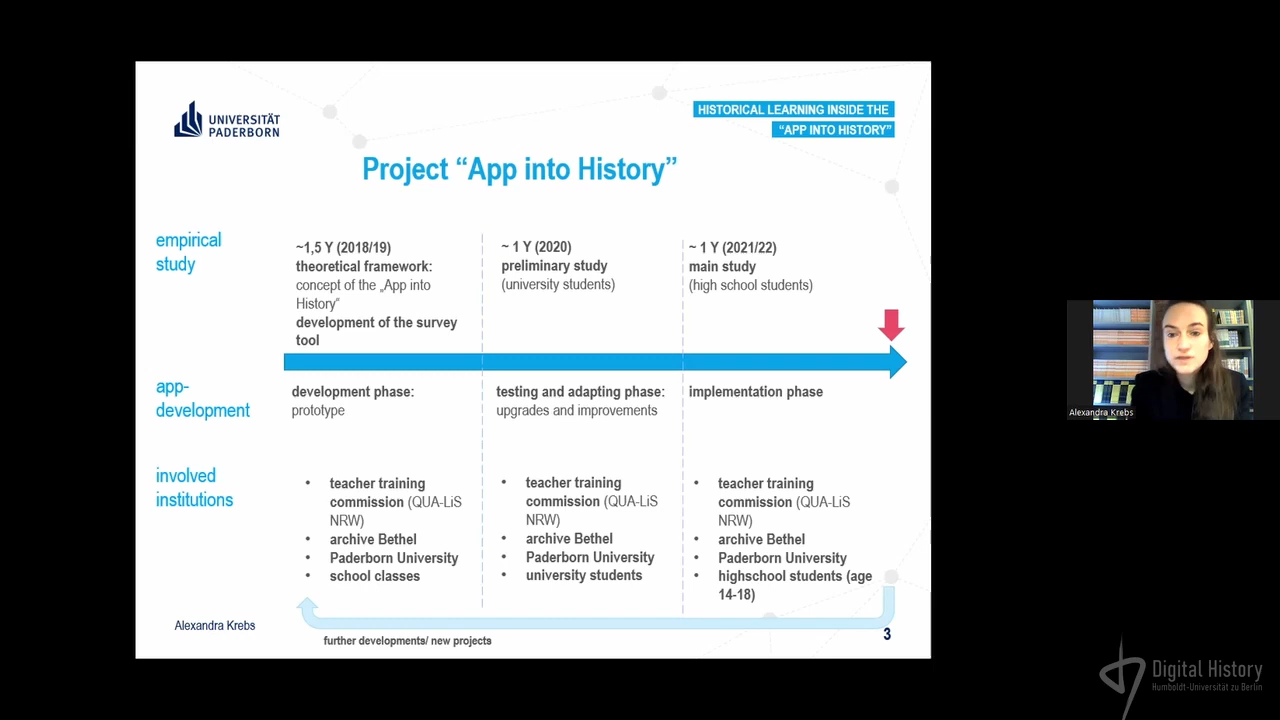 UNIVERSITÄT
PADERBORN
HISTORICAL LEARNING INSIDE THE
“APP INTO HISTORY”
Project “App into History”
empirical
study
~1,5 Y (2018/19)
theoretical framework:
concept of the „App into
History“
development of the survey
tool
~ 1 Y (2020)
preliminary study
(university students)
~ 1 Y (2021/22)
main study
(high school students)
app-
development
development phase:
prototype
testing and adapting phase:
upgrades and improvements
implementation phase
involved
institutions
• teacher training
commission (QUA-LiS
NRW)
• archive Bethel
• Paderborn University
• school classes
• teacher training
commission (QUA-LiS
NRW)
• archive Bethel
• Paderborn University
• university students
• teacher training
commission (QUA-LiS
NRW)
• archive Bethel
• Paderborn University
• highschool students (age
14-18)
Alexandra Krebs
further developments/ new projects
3
Alexandra Krebs
Digital History
Humboldt-Universität zu Berlin